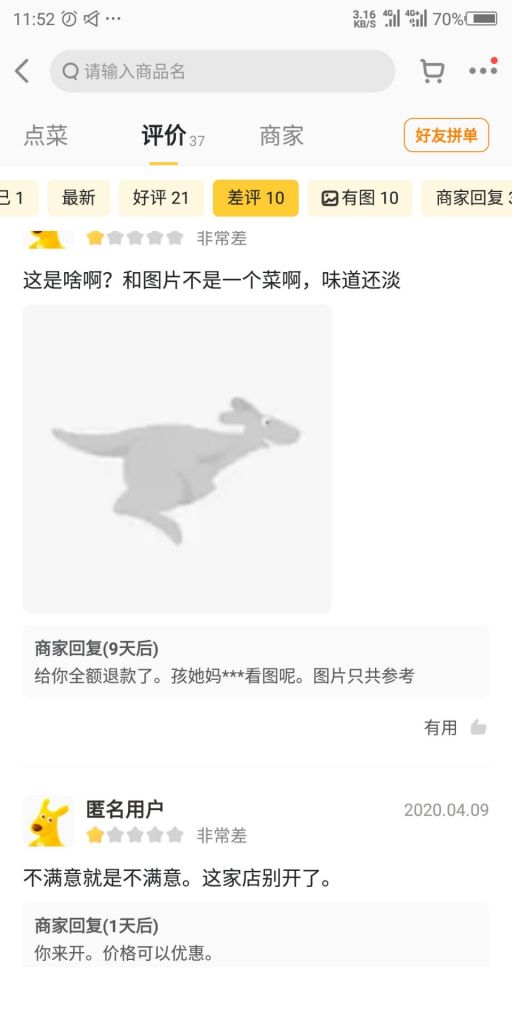 11:52
3.16
KB/S
4G
4G+
70%
请输入商品名
点菜
评价 37
商家
好友拼单
1
最新
好评 21
差评 10
有图 10
商家回复
非常差
这是啥啊？和图片不是一个菜啊，味道还淡
商家回复(9天后)
给你全额退款了。孩她妈***看图呢。图片只共参考
有用
匿名用户
2020.04.09
非常差
不满意就是不满意。这家店别开了。
商家回复(1天后)
你来开。价格可以优惠。